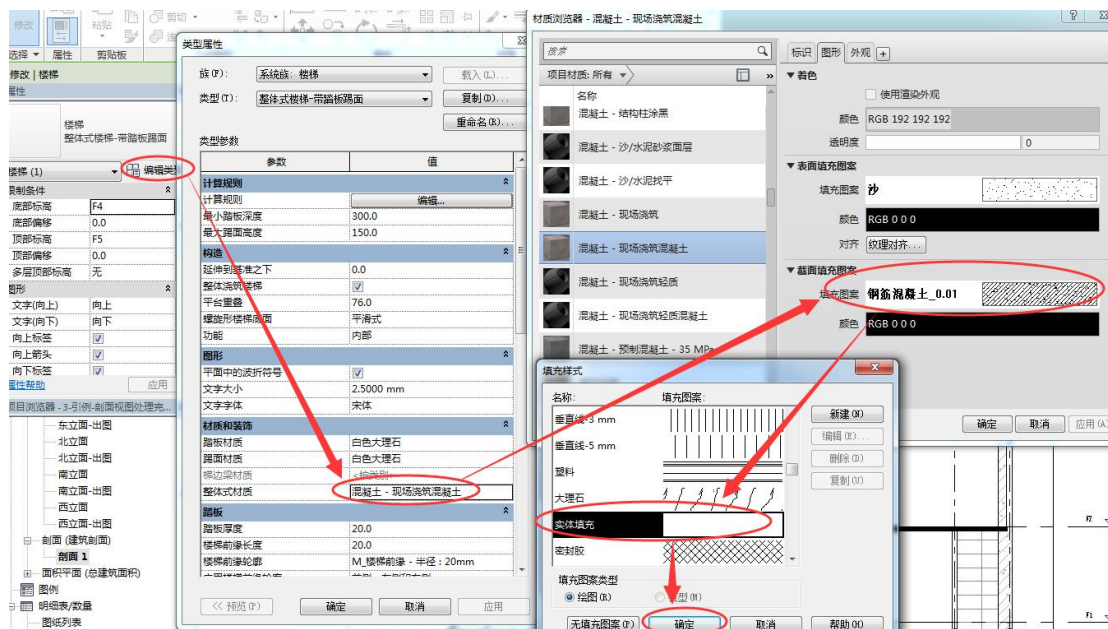 修改
粘贴
剪切
选择 ▼ 属性 剪贴板
修改 | 楼梯
属性
楼梯
整体式楼梯-带踏板踢面
楼梯 (1)
编辑类型
限制条件
底部标高 F4
底部偏移 0.0
顶部标高 F5
顶部偏移 0.0
多层顶部标高 无
图形
文字(向上) 向上
文字(向下) 向下
向上标签
向上箭头
向下标签
属性帮助 应用
项目浏览器 - 3-引例-剖面视图处理完...
东立面-出图
北立面
北立面-出图
南立面
南立面-出图
西立面
西立面-出图
剖面 (建筑剖面)
剖面 1
面积平面 (总建筑面积)
图例
明细表/数量
图纸列表
类型属性
族(F): 系统族: 楼梯 载入(L)...
类型(T): 整体式楼梯-带踏板踢面 复制(D)...
重命名(R)...
类型参数
参数 值
计算规则
计算规则 编辑...
最小踏板深度 300.0
最大踢面高度 150.0
构造
延伸到基准之下 0.0
整体浇筑楼梯
平台重叠 76.0
螺旋形楼梯底面 平滑式
功能 内部
图形
平面中的波折符号
文字大小 2.5000 mm
文字字体 宋体
材质和装饰
踏板材质 白色大理石
踢面材质 白色大理石
梯边梁材质 <按类别>
整体式材质 混凝土 - 现场浇筑混凝土
踏板
踏板厚度 20.0
楼梯前缘长度 20.0
楼梯前缘轮廓 M_楼梯前缘 - 半径 : 20mm
<< 预览(P) 确定 取消 应用
材质浏览器 - 混凝土 - 现场浇筑混凝土
搜索
项目材质: 所有
名称
混凝土 - 结构柱涂黑
混凝土 - 沙/水泥砂浆面层
混凝土 - 沙/水泥找平
混凝土 - 现场浇筑
混凝土 - 现场浇筑混凝土
混凝土 - 现场浇筑轻质
混凝土 - 现场浇筑轻质混凝土
混凝土 - 预制混凝土 - 35 MPa
标识 图形 外观
▼ 着色
使用渲染外观
颜色 RGB 192 192 192
透明度 0
▼ 表面填充图案
填充图案 沙
颜色 RGB 0 0 0
对齐 纹理对齐...
▼ 截面填充图案
填充图案 钢筋混凝土_0.01
颜色 RGB 0 0 0
确定 取消 应用(A)
填充样式
名称: 填充图案:
垂直线-3 mm
垂直线-5 mm
塑料
大理石
实体填充
密封胶
新建(N)
编辑(E)...
删除(D)
复制(U)
填充图案类型
绘图(R) 模型(M)
无填充图案(P) 确定 取消 帮助(H)
F2
F1